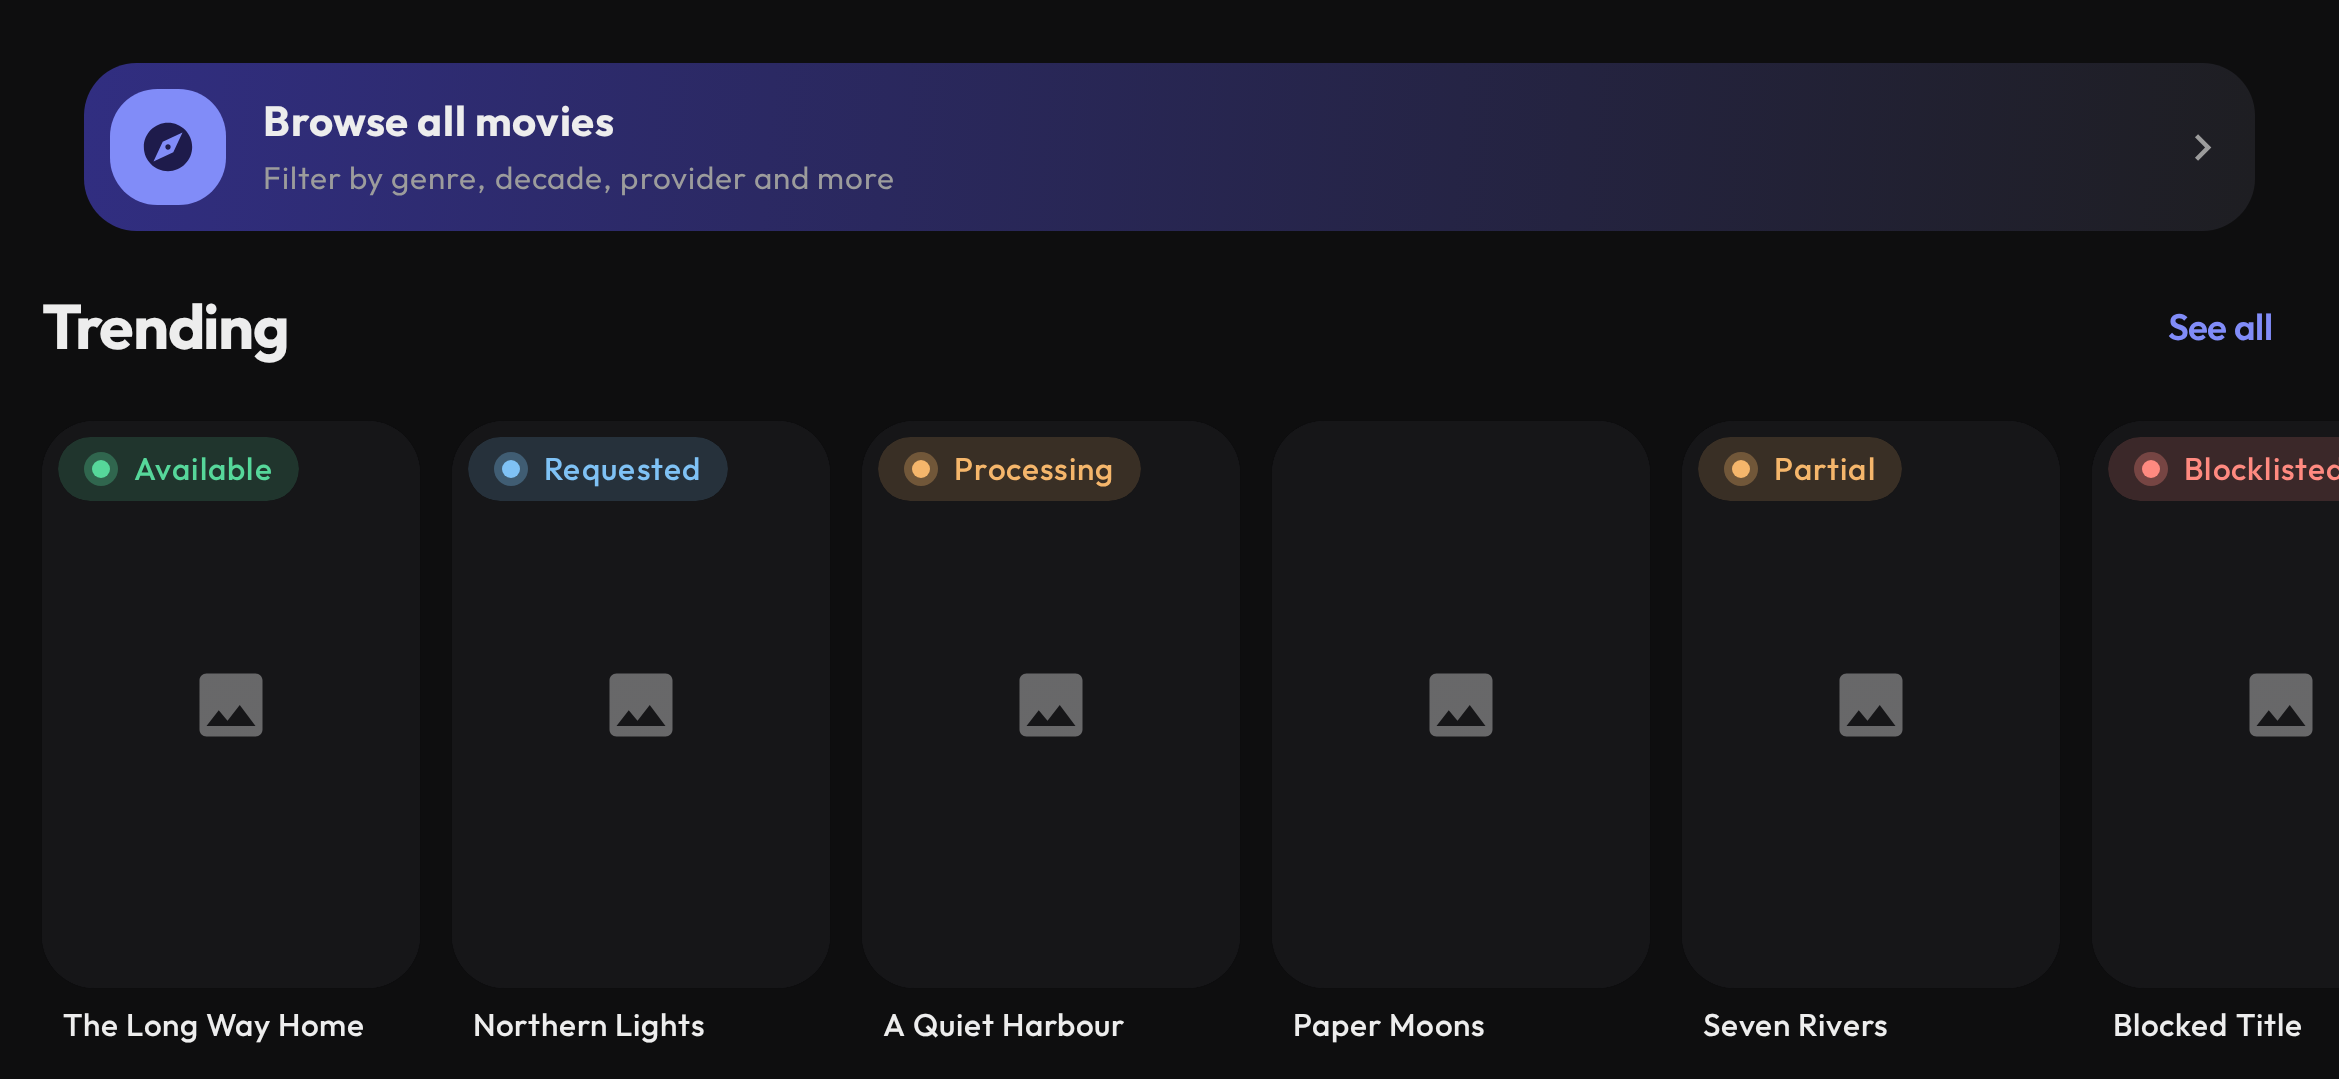 Browse all movies
Filter by genre, decade, provider and more
Trending
See all
Available
Requested
Processing
Partial
Blocklisted
The Long Way Home
Northern Lights
A Quiet Harbour
Paper Moons
Seven Rivers
Blocked Title